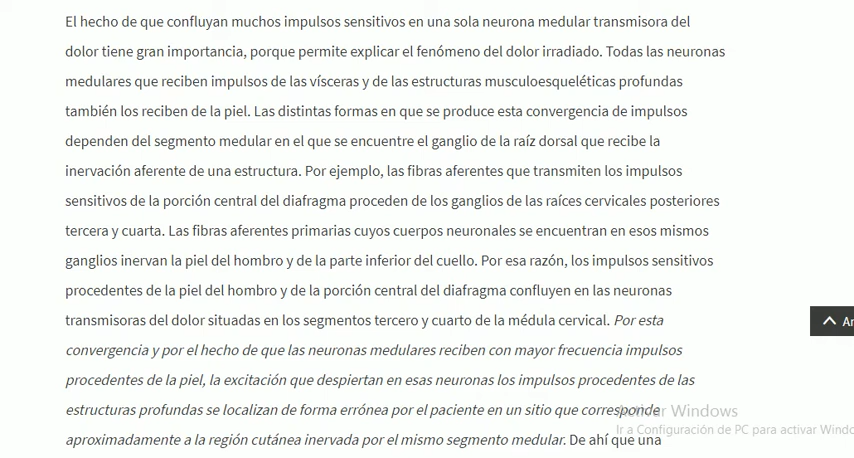 El hecho de que confluyan muchos impulsos sensitivos en una sola neurona medular transmisora del
dolor tiene gran importancia, porque permite explicar el fenómeno del dolor irradiado. Todas las neuronas
medulares que reciben impulsos de las vísceras y de las estructuras musculoesqueléticas profundas
también los reciben de la piel. Las distintas formas en que se produce esta convergencia de impulsos
dependen del segmento medular en el que se encuentre el ganglio de la raíz dorsal que recibe la
inervación aferente de una estructura. Por ejemplo, las fibras aferentes que transmiten los impulsos
sensitivos de la porción central del diafragma proceden de los ganglios de las raíces cervicales posteriores
tercera y cuarta. Las fibras aferentes primarias cuyos cuerpos neuronales se encuentran en esos mismos
ganglios inervan la piel del hombro y de la parte inferior del cuello. Por esa razón, los impulsos sensitivos
procedentes de la piel del hombro y de la porción central del diafragma confluyen en las neuronas
transmisoras del dolor situadas en los segmentos tercero y cuarto de la médula cervical. Por esta
convergencia y por el hecho de que las neuronas medulares reciben con mayor frecuencia impulsos
procedentes de la piel, la excitación que despiertan en esas neuronas los impulsos procedentes de las
estructuras profundas se localizan de forma errónea por el paciente en un sitio que corresponde
aproximadamente a la región cutánea inervada por el mismo segmento medular. De ahí que una
Ar
Activar Windows
Ir a Configuración de PC para activar Windo